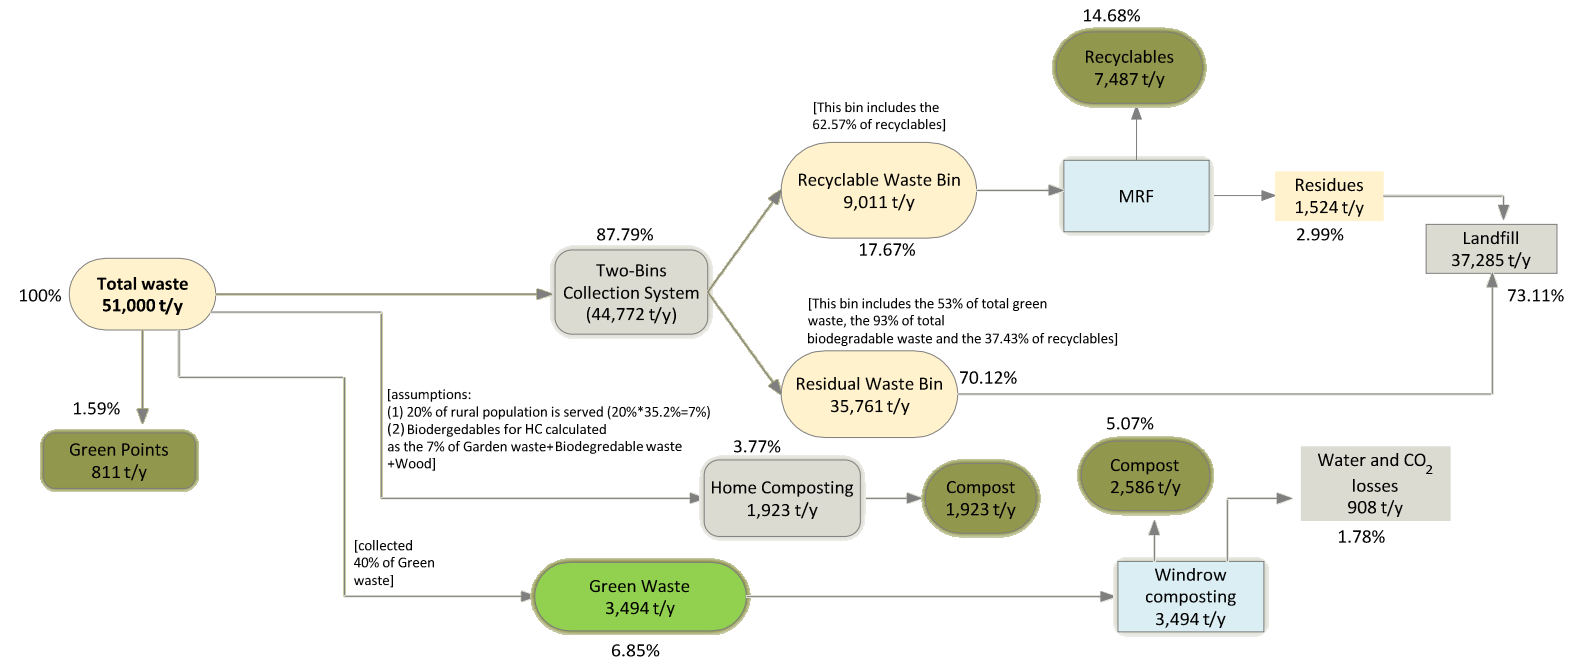 14.68%
Recyclables
7,487 t/y
[This bin includes the
62.57% of recyclables]
Recyclable Waste Bin
9,011 t/y
17.67%
MRF
Residues
1,524 t/y
2.99%
Landfill
37,285 t/y
73.11%
87.79%
Two-Bins
Collection System
(44,772 t/y)
100%
Total waste
51,000 t/y
[This bin includes the 53% of total green
waste, the 93% of total
biodegradable waste and the 37.43% of recyclables]
Residual Waste Bin
35,761 t/y
70.12%
1.59%
Green Points
811 t/y
[assumptions:
(1) 20% of rural population is served (20%*35.2%=7%)
(2) Biodergedables for HC calculated
as the 7% of Garden waste+Biodegredable waste
+Wood]
3.77%
Home Composting
1,923 t/y
Compost
1,923 t/y
5.07%
Compost
2,586 t/y
Water and CO2
losses
908 t/y
1.78%
[collected
40% of Green
waste]
Green Waste
3,494 t/y
6.85%
Windrow
composting
3,494 t/y